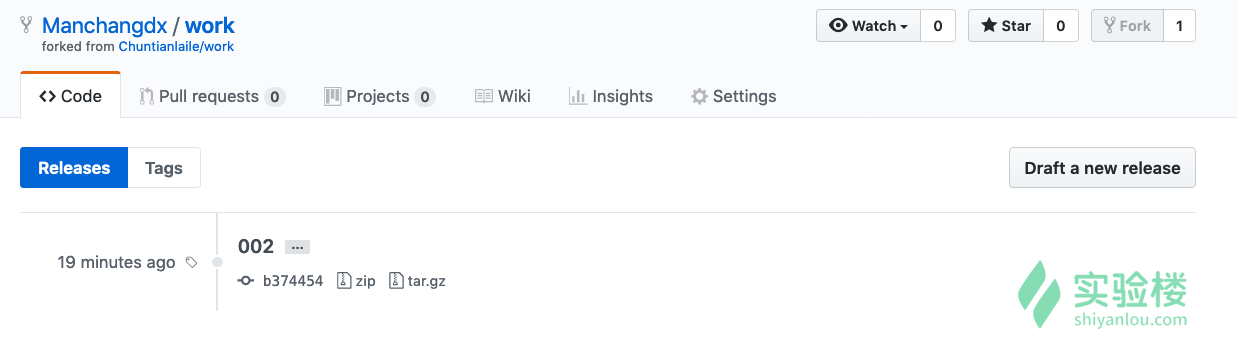 Manchangdx / work
forked from Chuntianlaile/work
Watch 0 Star 0 Fork 1
Code Pull requests 0 Projects 0 Wiki Insights Settings
Releases Tags Draft a new release
002 ...
19 minutes ago
b374454 zip tar.gz
实验楼
shiyanlou.com